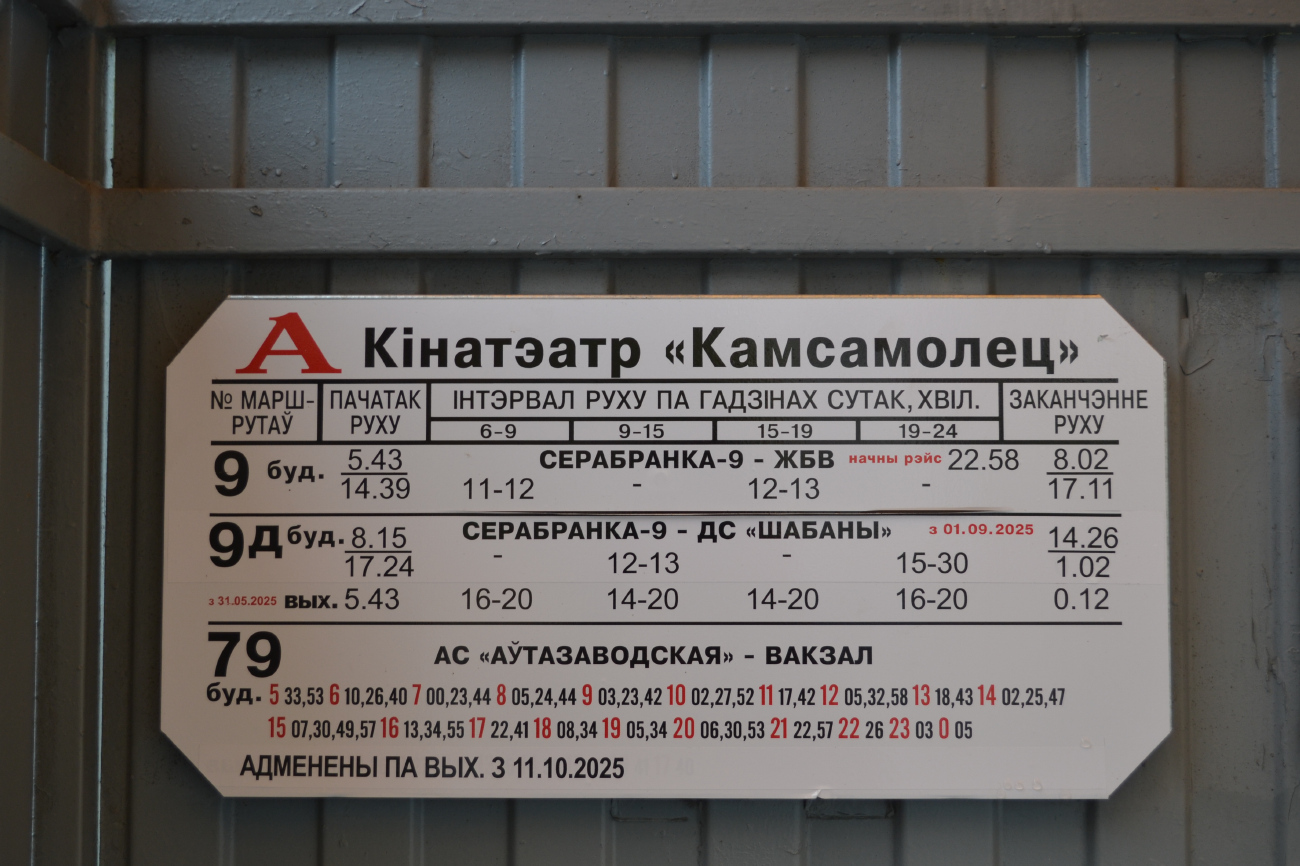 А Кінатэатр «Камсамолец»
№ МАРШ-РУТАЎ ПАЧАТАК РУХУ ІНТЭРВАЛ РУХУ ПА ГАДЗІНАХ СУТАК, ХВІЛ. ЗАКАНЧЭННЕ РУХУ
6-9 9-15 15-19 19-24
9 буд. 5.43 СЕРАБРАНКА-9 - ЖБВ начны рэйс 22.58 8.02
14.39 11-12 - 12-13 - 17.11
9д буд. 8.15 СЕРАБРАНКА-9 - ДС «ШАБАНЫ» з 01.09.2025 14.26
17.24 - 12-13 - 15-30 1.02
з 31.05.2025 вых. 5.43 16-20 14-20 14-20 16-20 0.12
79 АС «АЎТАЗАВОДСКАЯ» - ВАКЗАЛ
буд. 5 33,53 6 10,26,40 7 00,23,44 8 05,24,44 9 03,23,42 10 02,27,52 11 17,42 12 05,32,58 13 18,43 14 02,25,47
15 07,30,49,57 16 13,34,55 17 22,41 18 08,34 19 05,34 20 06,30,53 21 22,57 22 26 23 03 0 05
АДМЕНЕНЫ ПА ВЫХ. З 11.10.2025